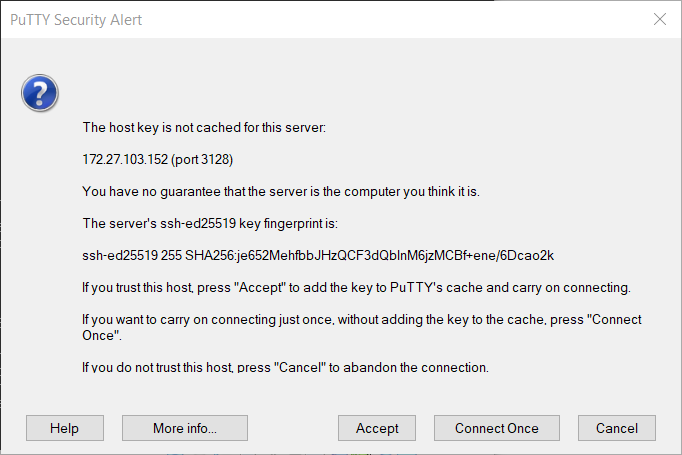 PuTTY Security Alert
The host key is not cached for this server:
172.27.103.152 (port 3128)
You have no guarantee that the server is the computer you think it is.
The server's ssh-ed25519 key fingerprint is:
ssh-ed25519 255 SHA256:je652MehfbbJHzQCF3dQblnM6jzMCBf+ene/6Dcao2k
If you trust this host, press "Accept" to add the key to PuTTY's cache and carry on connecting.
If you want to carry on connecting just once, without adding the key to the cache, press "Connect
Once".
If you do not trust this host, press "Cancel" to abandon the connection.
Help More info... Accept Connect Once Cancel